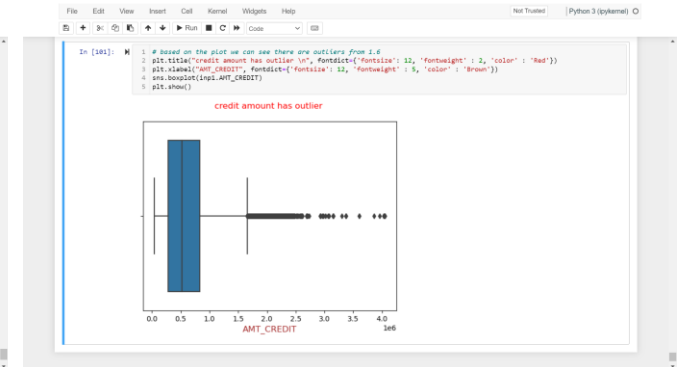 File Edit View Insert Cell Kernel Widgets Help Not Trusted Python 3 (ipykernel)
Run Code
In [101]:
1 # based on the plot we can see there are outliers from 1.6
2 plt.title("credit amount has outlier \n", fontdict={'fontsize': 12, 'fontweight' : 2, 'color' : 'Red'})
3 plt.xlabel("AMT_CREDIT", fontdict={'fontsize': 12, 'fontweight' : 5, 'color' : 'Brown'})
4 sns.boxplot(inp1.AMT_CREDIT)
5 plt.show()
credit amount has outlier
0.0 0.5 1.0 1.5 2.0 2.5 3.0 3.5 4.0
AMT_CREDIT 1e6